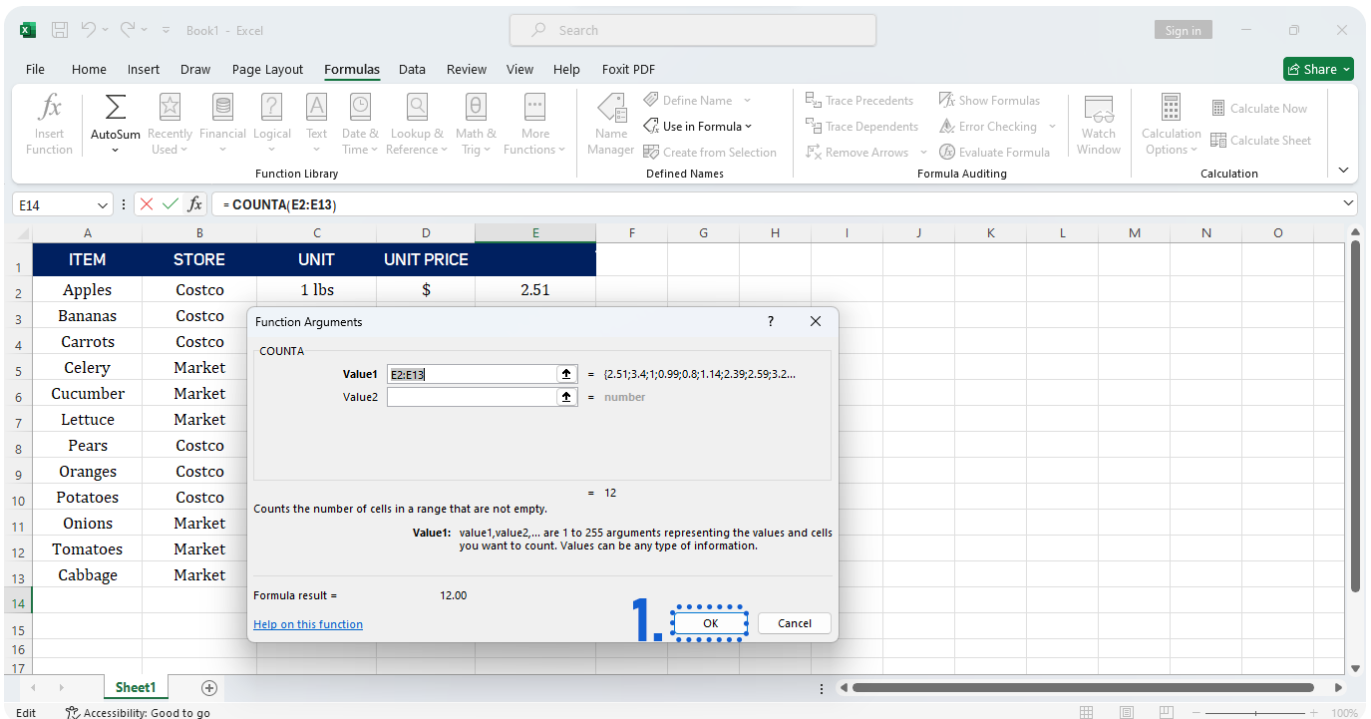 Book1 - Excel
Search
Sign in
File Home Insert Draw Page Layout Formulas Data Review View Help Foxit PDF
Share
fx Σ ? A θ
Insert Function
AutoSum
Recently Used
Financial
Logical
Text
Date & Time
Lookup & Reference
Math & Trig
More Functions
Function Library
Name Manager
Define Name
Use in Formula
Create from Selection
Defined Names
Trace Precedents
Trace Dependents
Remove Arrows
Show Formulas
Error Checking
Evaluate Formula
Formula Auditing
Watch Window
Calculation Options
Calculate Now
Calculate Sheet
Calculation
E14 fx = COUNTA(E2:E13)
A B C D E F G H I J K L M N O
1 ITEM STORE UNIT UNIT PRICE
2 Apples Costco 1 lbs $ 2.51
3 Bananas Costco
4 Carrots Costco
5 Celery Market
6 Cucumber Market
7 Lettuce Market
8 Pears Costco
9 Oranges Costco
10 Potatoes Costco
11 Onions Market
12 Tomatoes Market
13 Cabbage Market
14
15
16
17
Function Arguments ?
COUNTA
Value1 E2:E13 = {2.51;3.4;1;0.99;0.8;1.14;2.39;2.59;3.2...
Value2 = number
= 12
Counts the number of cells in a range that are not empty.
Value1: value1,value2,... are 1 to 255 arguments representing the values and cells
you want to count. Values can be any type of information.
Formula result = 12.00
Help on this function
1.
OK
Cancel
Sheet1
Edit Accessibility: Good to go
100%